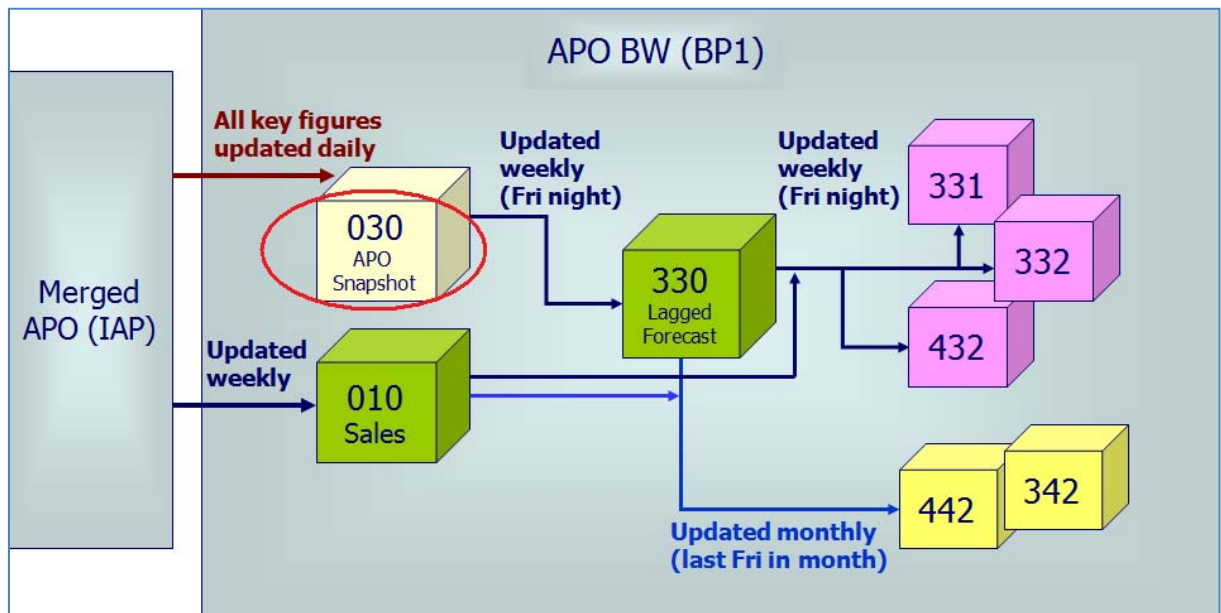 APO BW (BP1)
Merged
APO (IAP)
All key figures
updated daily
030
APO
Snapshot
Updated
weekly
(Fri night)
330
Lagged
Forecast
Updated
weekly
(Fri night)
331
332
432
Updated
weekly
010
Sales
Updated monthly
(last Fri in month)
442
342